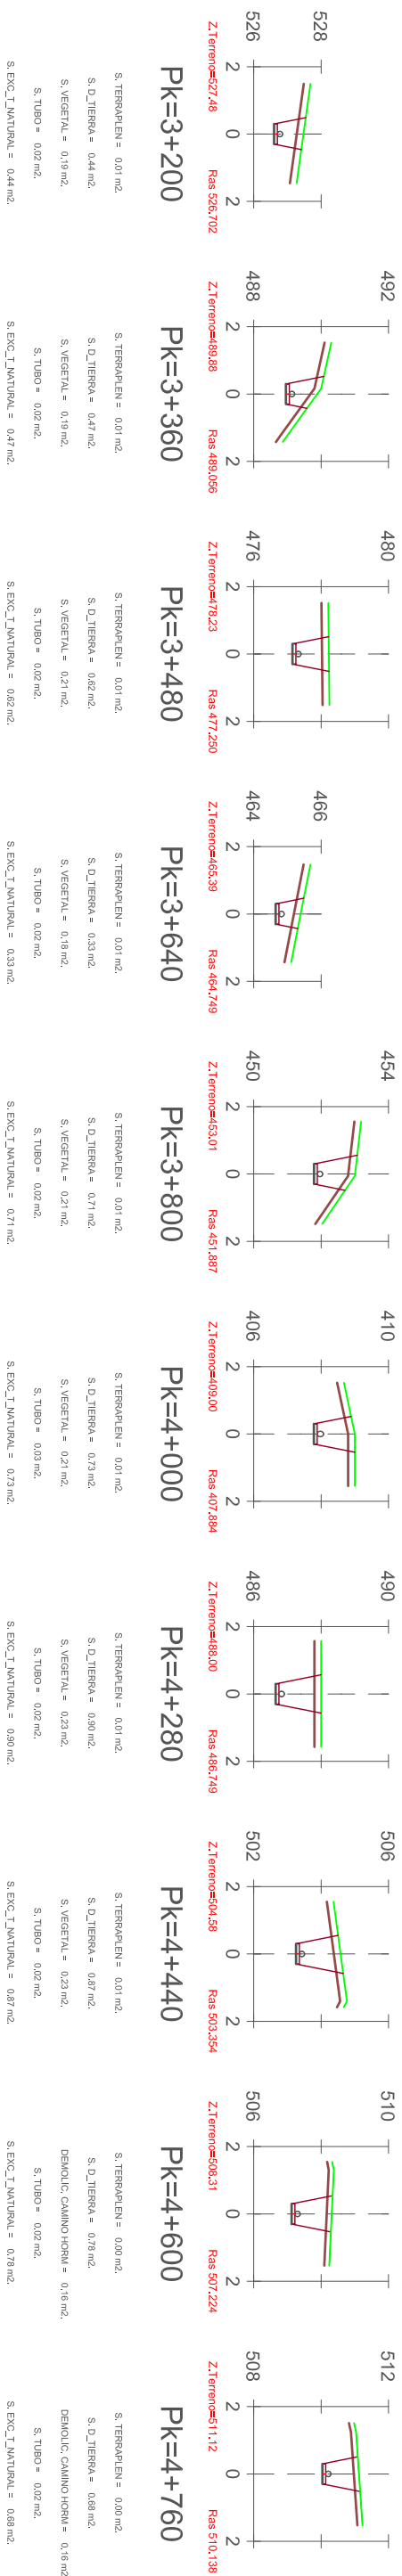 528
526
2 0 2
Z.Terreno=527.48 Ras 526.702
Pk=3+200
S. TERRAPLEN = 0,01 m2.
S. D_TIERRA = 0,44 m2.
S. VEGETAL = 0,19 m2.
S. TUBO = 0,02 m2.
S. EXC_T_NATURAL = 0,44 m2.
492
488
2 0 2
Z.Terreno=489.88 Ras 489.056
Pk=3+360
S. TERRAPLEN = 0,01 m2.
S. D_TIERRA = 0,47 m2.
S. VEGETAL = 0,19 m2.
S. TUBO = 0,02 m2.
S. EXC_T_NATURAL = 0,47 m2.
480
476
2 0 2
Z.Terreno=478.23 Ras 477.250
Pk=3+480
S. TERRAPLEN = 0,01 m2.
S. D_TIERRA = 0,62 m2.
S. VEGETAL = 0,21 m2.
S. TUBO = 0,02 m2.
S. EXC_T_NATURAL = 0,62 m2.
466
464
2 0 2
Z.Terreno=465.39 Ras 464.749
Pk=3+640
S. TERRAPLEN = 0,01 m2.
S. D_TIERRA = 0,33 m2.
S. VEGETAL = 0,18 m2.
S. TUBO = 0,02 m2.
S. EXC_T_NATURAL = 0,33 m2.
454
450
2 0 2
Z.Terreno=453.01 Ras 451.887
Pk=3+800
S. TERRAPLEN = 0,01 m2.
S. D_TIERRA = 0,71 m2.
S. VEGETAL = 0,21 m2.
S. TUBO = 0,02 m2.
S. EXC_T_NATURAL = 0,71 m2.
410
406
2 0 2
Z.Terreno=409.00 Ras 407.884
Pk=4+000
S. TERRAPLEN = 0,01 m2.
S. D_TIERRA = 0,73 m2.
S. VEGETAL = 0,21 m2.
S. TUBO = 0,03 m2.
S. EXC_T_NATURAL = 0,73 m2.
490
486
2 0 2
Z.Terreno=488.00 Ras 486.749
Pk=4+280
S. TERRAPLEN = 0,01 m2.
S. D_TIERRA = 0,90 m2.
S. VEGETAL = 0,23 m2.
S. TUBO = 0,02 m2.
S. EXC_T_NATURAL = 0,90 m2.
506
502
2 0 2
Z.Terreno=504.58 Ras 503.354
Pk=4+440
S. TERRAPLEN = 0,01 m2.
S. D_TIERRA = 0,87 m2.
S. VEGETAL = 0,23 m2.
S. TUBO = 0,02 m2.
S. EXC_T_NATURAL = 0,87 m2.
510
506
2 0 2
Z.Terreno=508.31 Ras 507.224
Pk=4+600
S. TERRAPLEN = 0,00 m2.
S. D_TIERRA = 0,78 m2.
DEMOLIC, CAMINO HORM = 0,16 m2.
S. TUBO = 0,02 m2.
S. EXC_T_NATURAL = 0,78 m2.
512
508
2 0 2
Z.Terreno=511.12 Ras 510.138
Pk=4+760
S. TERRAPLEN = 0,00 m2.
S. D_TIERRA = 0,68 m2.
DEMOLIC, CAMINO HORM = 0,16 m2.
S. TUBO = 0,02 m2.
S. EXC_T_NATURAL = 0,68 m2.